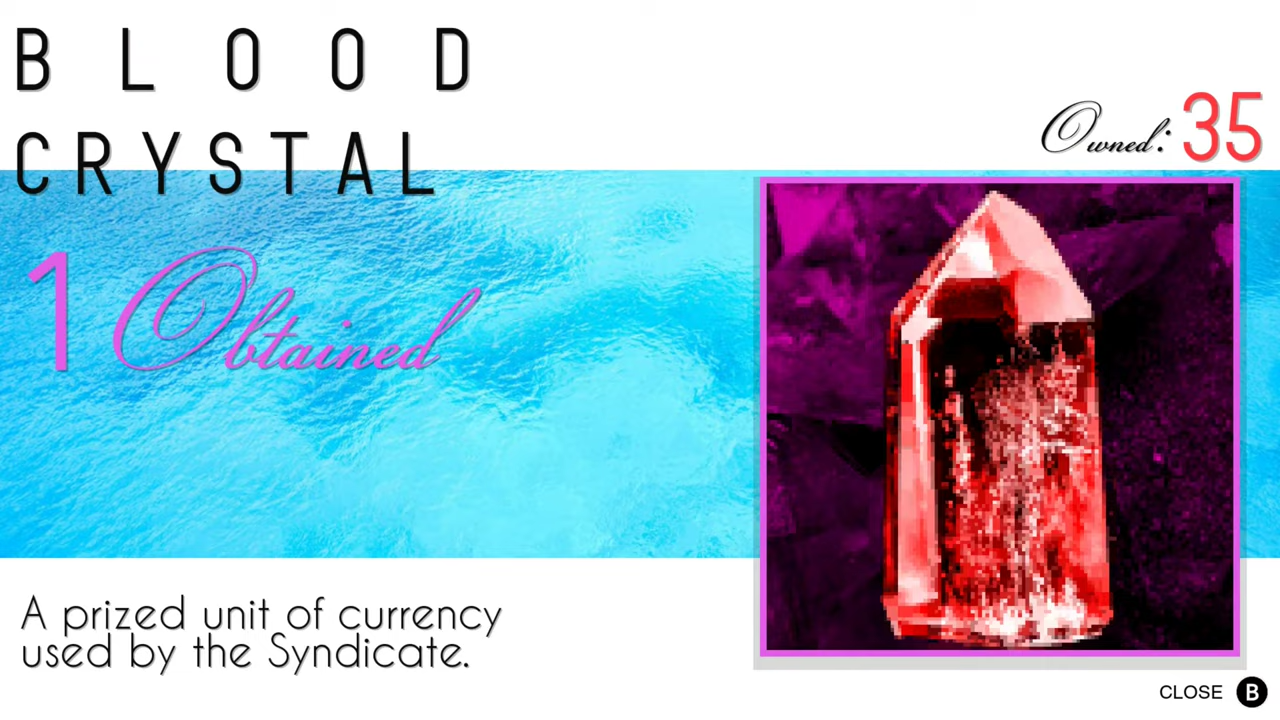 BLOOD
CRYSTAL
Owned: 35
1 Obtained
A prized unit of currency
used by the Syndicate.
CLOSE B